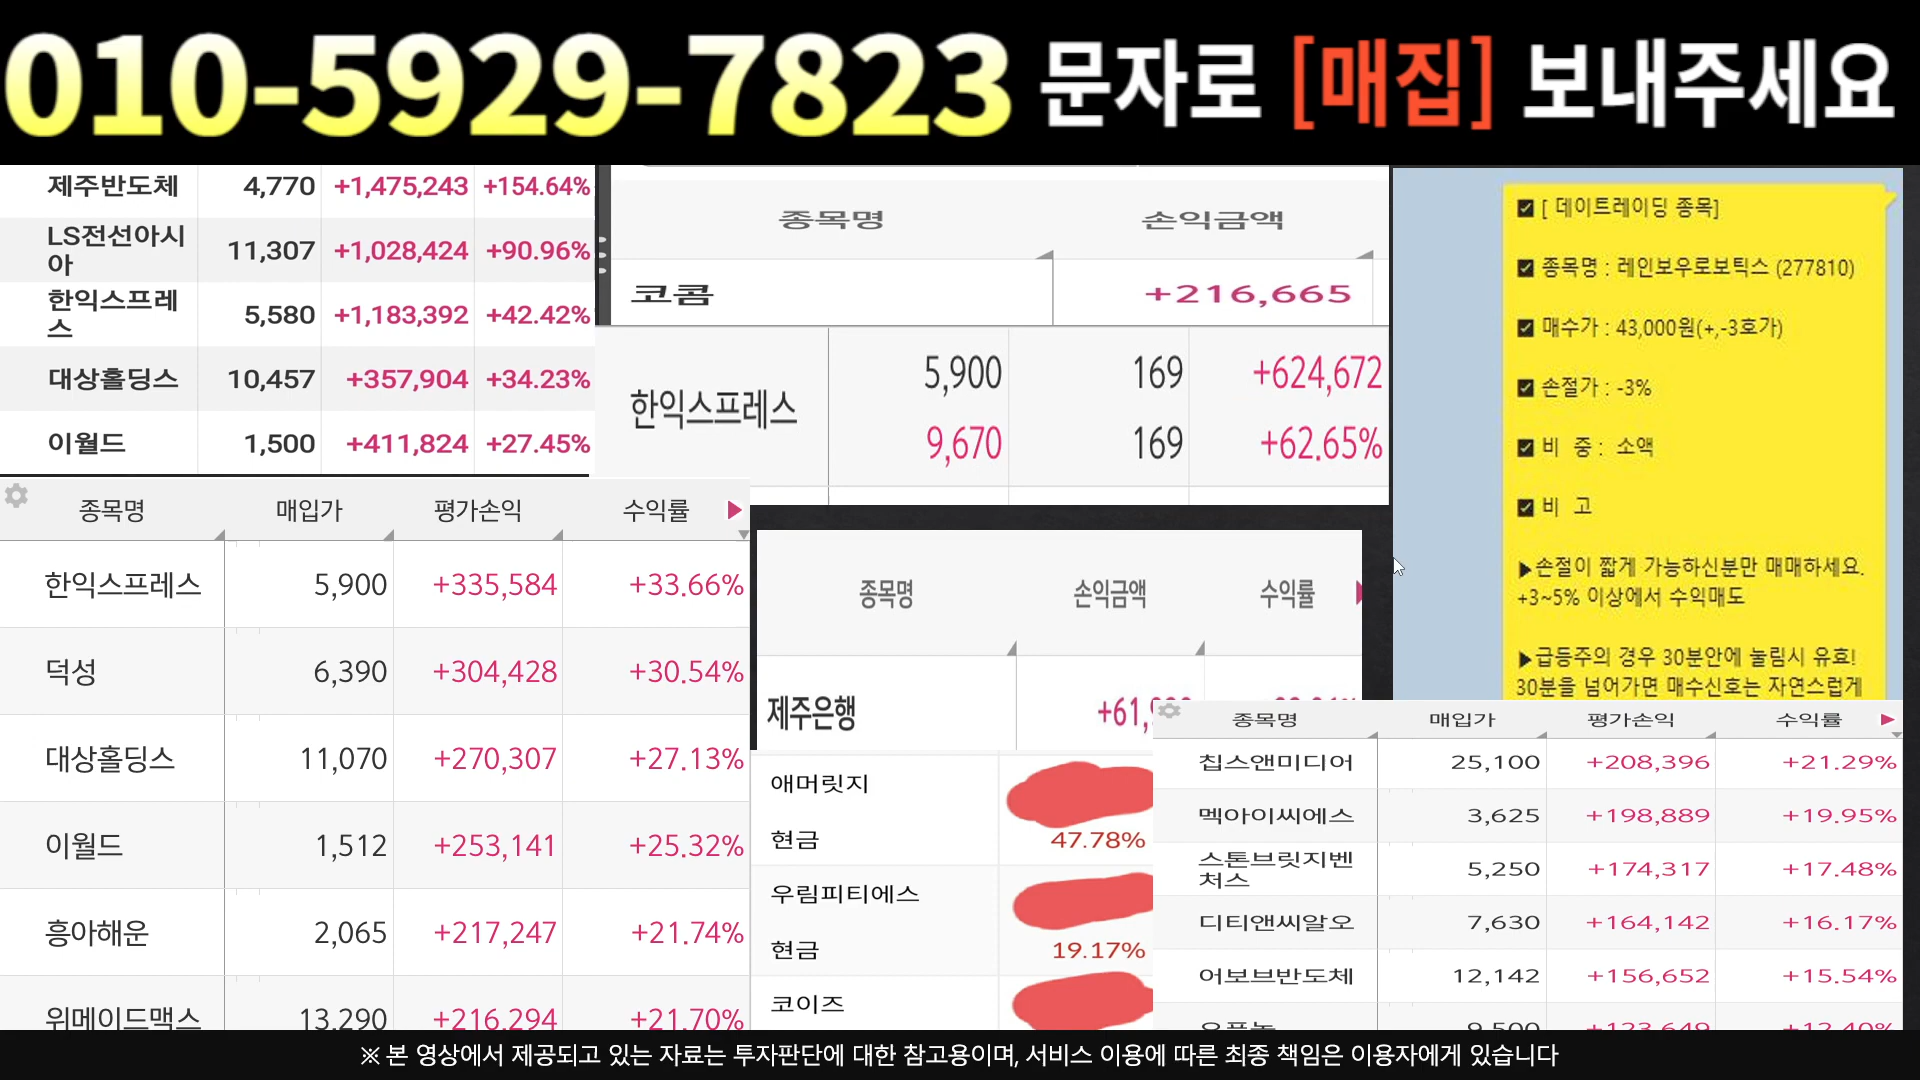 010-5929-7823 문자로 [매집] 보내주세요
제주반도체 4,770 +1,475,243 +154.64%
LS전선아시아 11,307 +1,028,424 +90.96%
한익스프레스 5,580 +1,183,392 +42.42%
대상홀딩스 10,457 +357,904 +34.23%
이월드 1,500 +411,824 +27.45%
종목명 손익금액
코콤 +216,665
한익스프레스
5,900 169 +624,672
9,670 169 +62.65%
[ 데이트레이딩 종목]
종목명 : 레인보우로보틱스 (277810)
매수가 : 43,000원(+,-3호가)
손절가 : -3%
비 중 : 소액
비 고
▶손절이 짧게 가능하신분만 매매하세요.
+3~5% 이상에서 수익매도
▶급등주의 경우 30분안에 눌림시 유효!
30분을 넘어가면 매수신호는 자연스럽게
종목명 매입가 평가손익 수익률
한익스프레스 5,900 +335,584 +33.66%
덕성 6,390 +304,428 +30.54%
대상홀딩스 11,070 +270,307 +27.13%
이월드 1,512 +253,141 +25.32%
흥아해운 2,065 +217,247 +21.74%
위메이드맥스 13,290 +216,294 +21.70%
종목명 손익금액 수익률
제주은행 +61,
애머릿지
현금 47.78%
우림피티에스
현금 19.17%
코이즈
종목명 매입가 평가손익 수익률
칩스앤미디어 25,100 +208,396 +21.29%
멕아이씨에스 3,625 +198,889 +19.95%
스톤브릿지벤처스 5,250 +174,317 +17.48%
디티앤씨알오 7,630 +164,142 +16.17%
어보브반도체 12,142 +156,652 +15.54%
※ 본 영상에서 제공되고 있는 자료는 투자판단에 대한 참고용이며, 서비스 이용에 따른 최종 책임은 이용자에게 있습니다